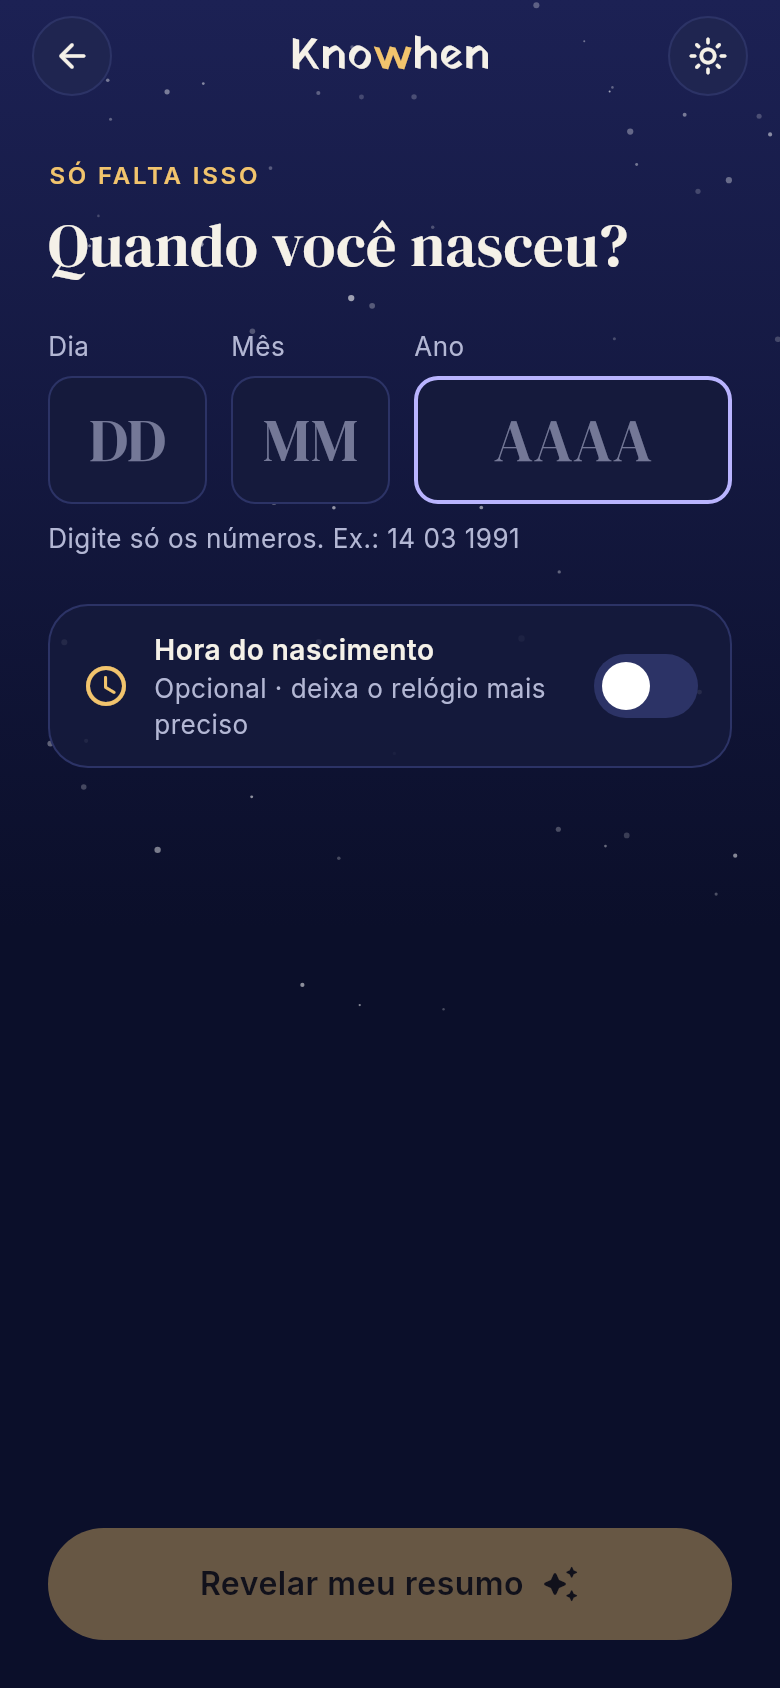 Knowhen
SÓ FALTA ISSO
Quando você nasceu?
Dia Mês Ano
DD MM AAAA
Digite só os números. Ex.: 14 03 1991
Hora do nascimento
Opcional · deixa o relógio mais
preciso
Revelar meu resumo